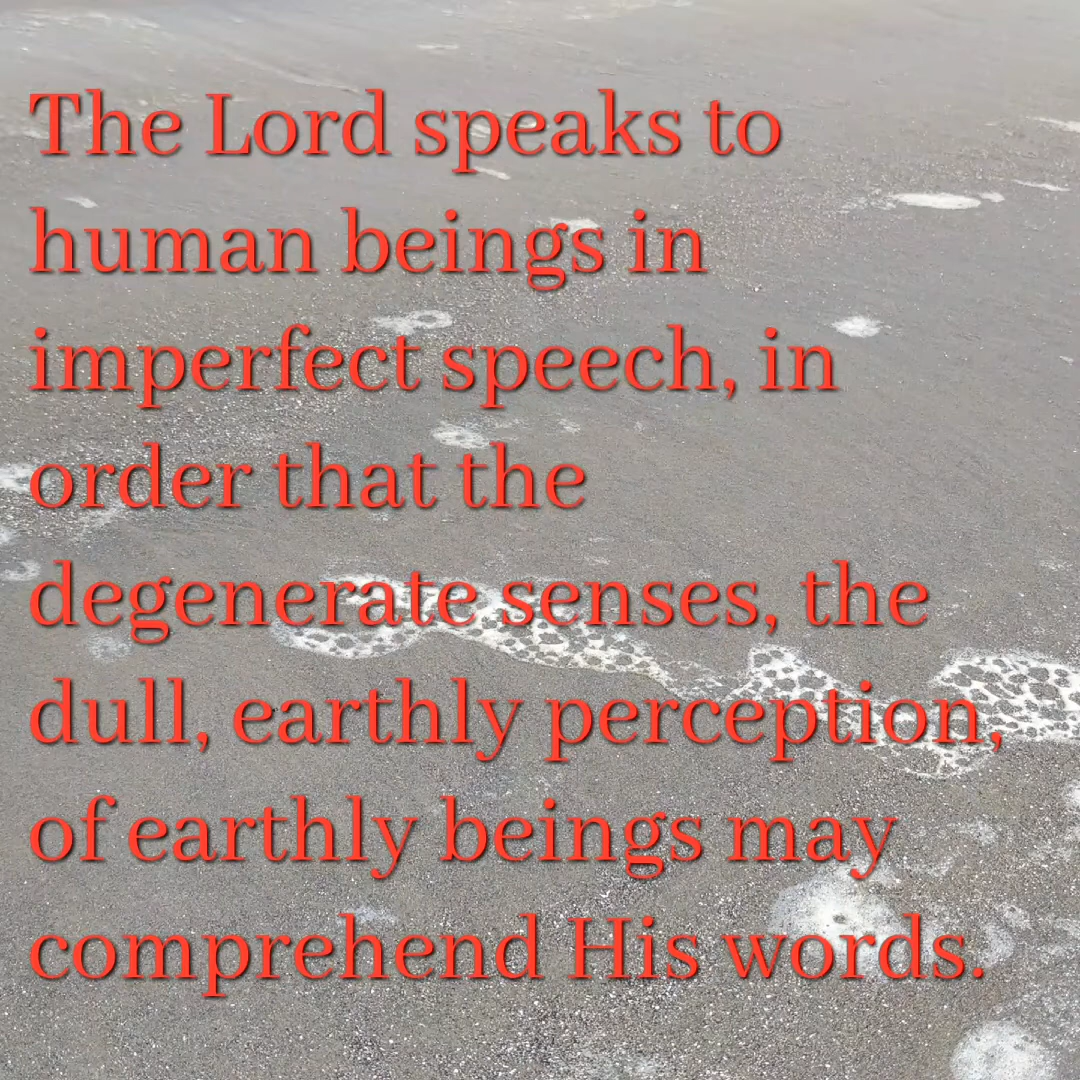 The Lord speaks to
human beings in
imperfect speech, in
order that the
degenerate senses, the
dull, earthly perception,
of earthly beings may
comprehend His words.